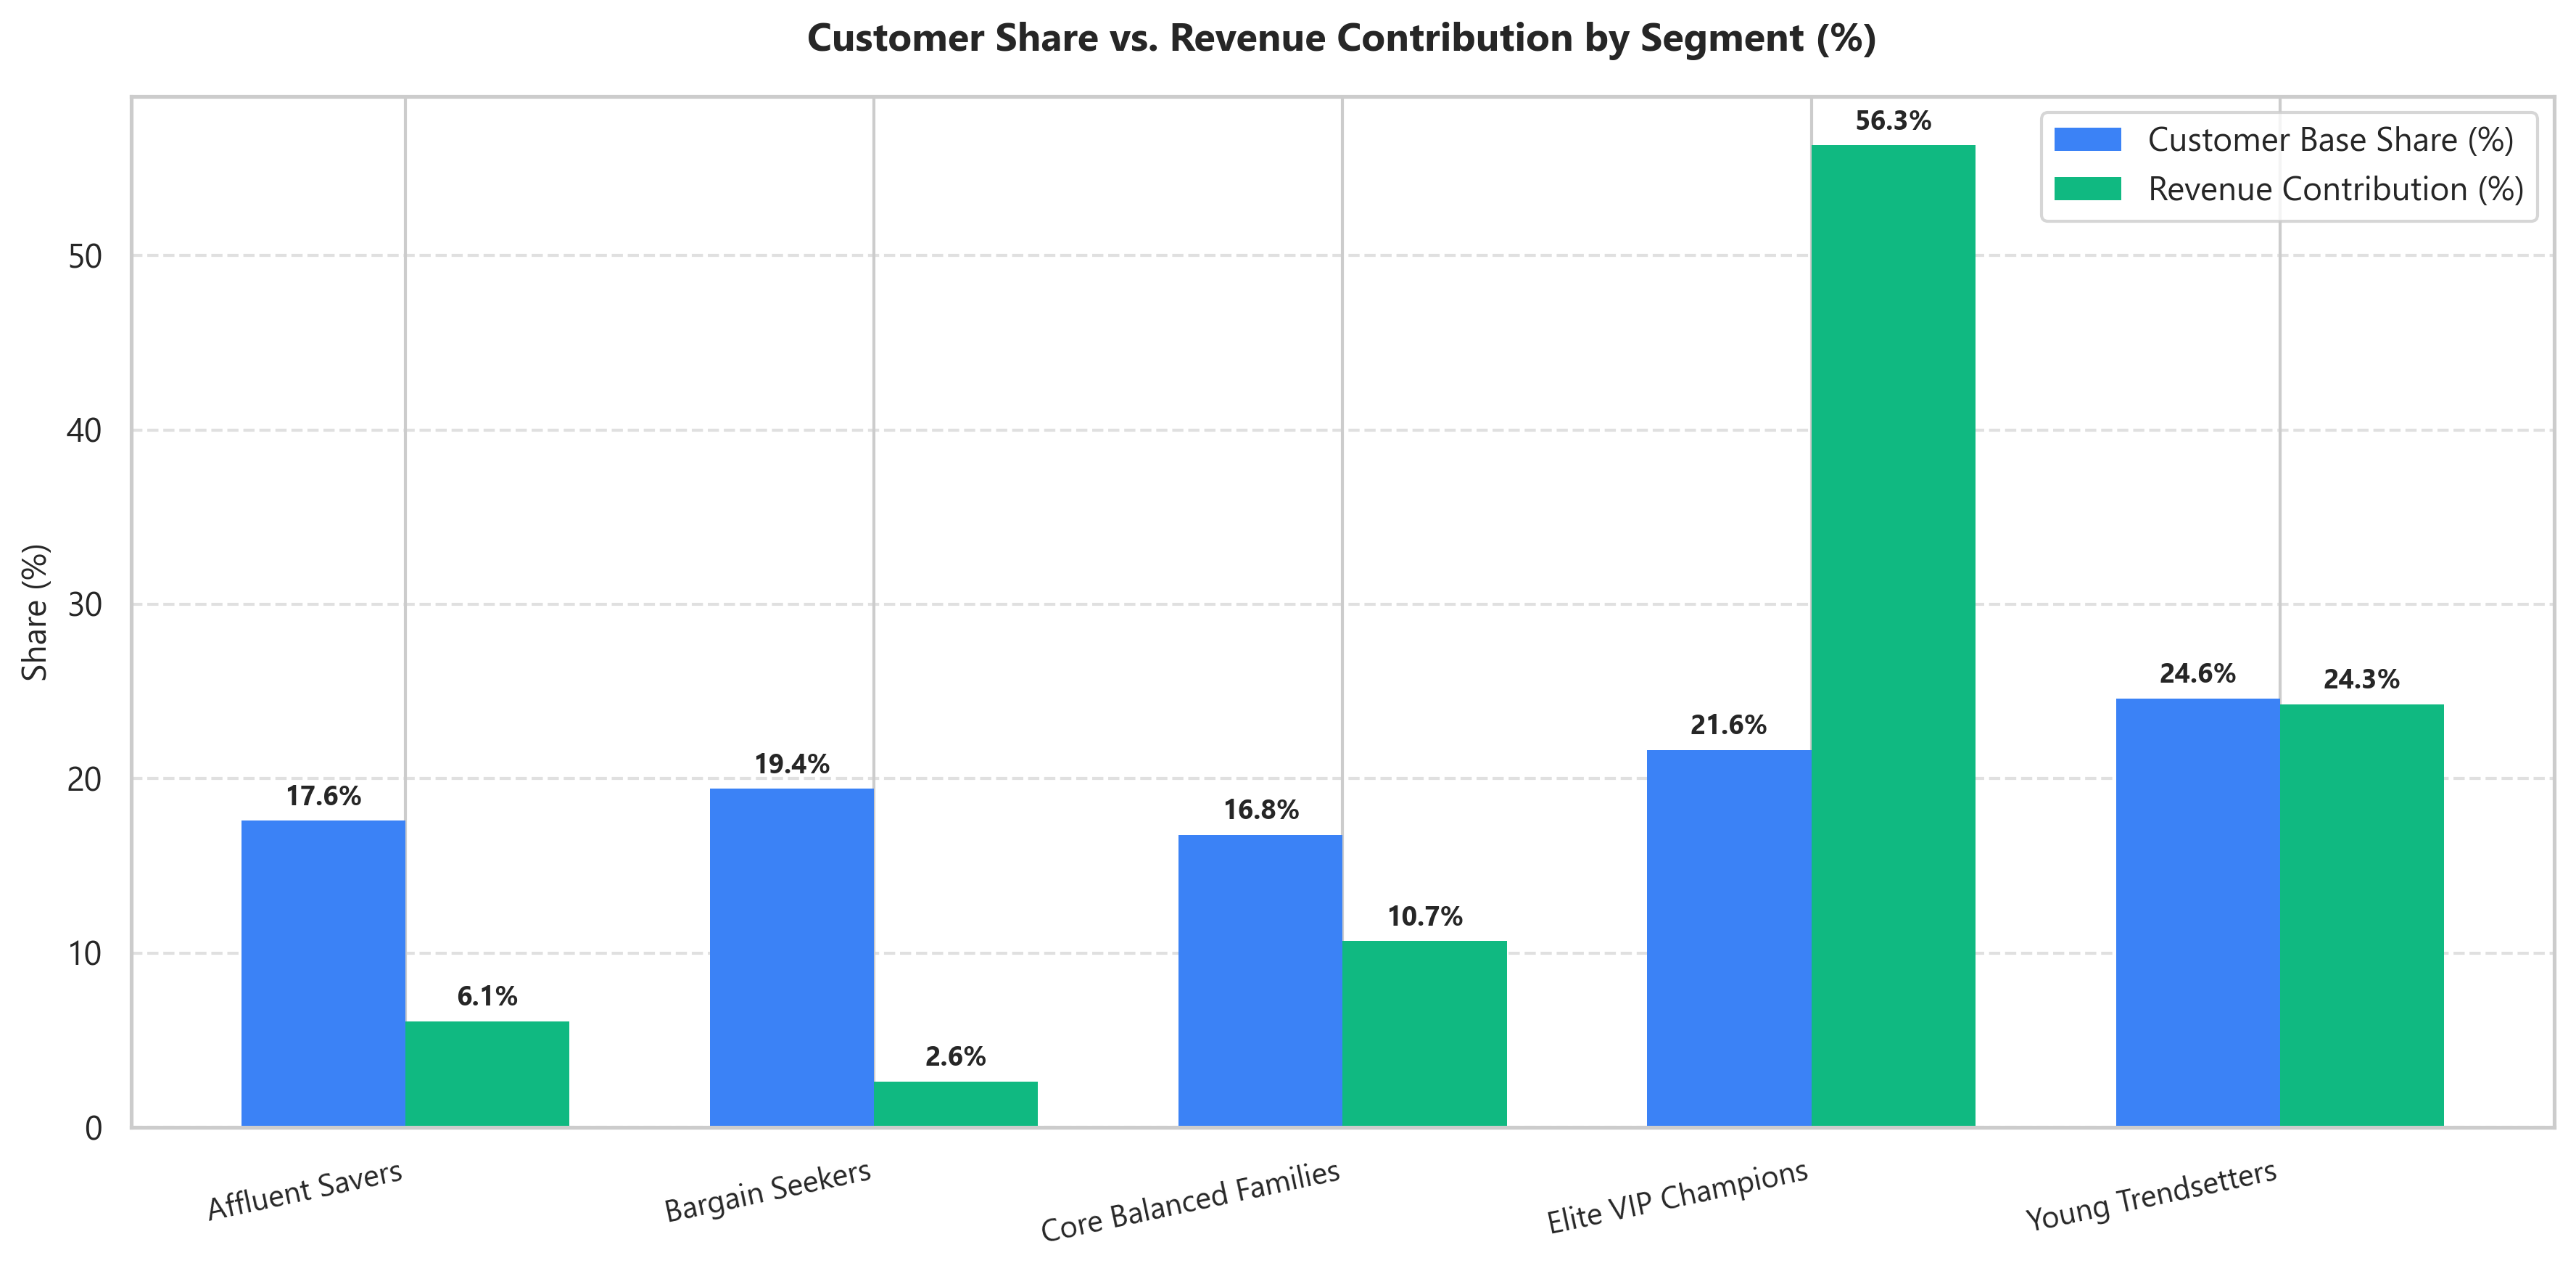 Customer Share vs. Revenue Contribution by Segment (%)
Customer Base Share (%)
Revenue Contribution (%)
Share (%)
50
40
30
20
10
0
17.6%
6.1%
19.4%
2.6%
16.8%
10.7%
21.6%
56.3%
24.6%
24.3%
Affluent Savers
Bargain Seekers
Core Balanced Families
Elite VIP Champions
Young Trendsetters